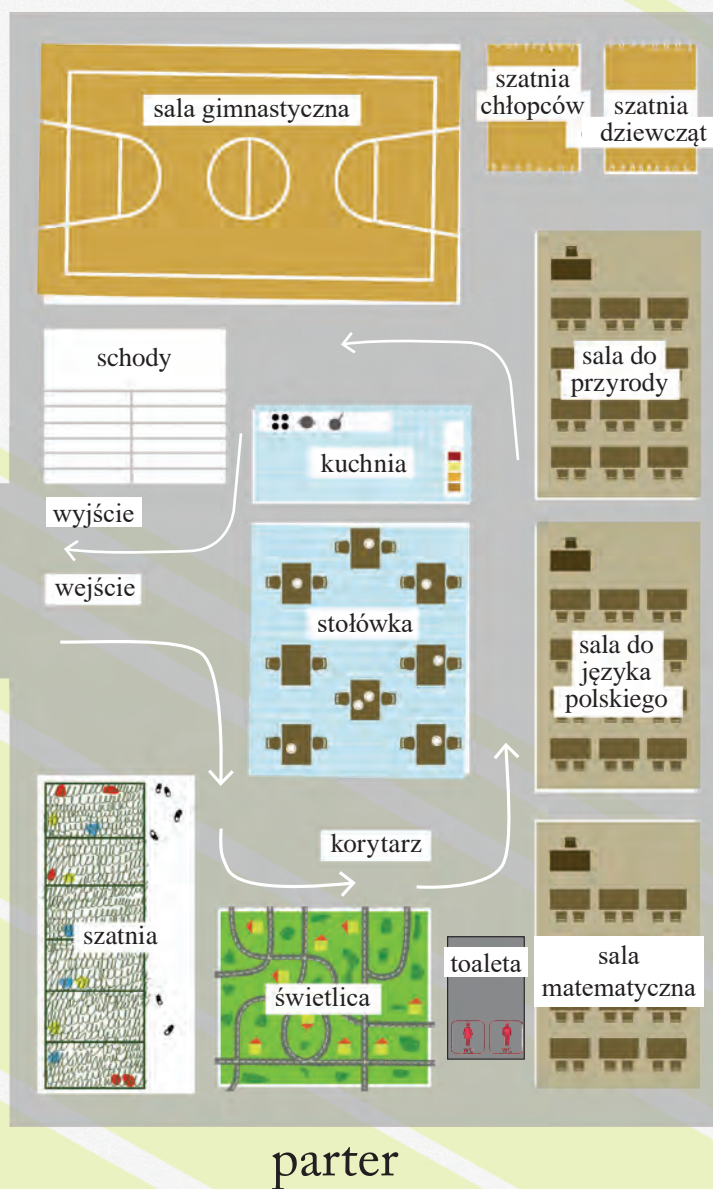 sala gimnastyczna
szatnia
chłopców
szatnia
dziewcząt
schody
sala do
przyrody
kuchnia
wyjście
wejście
stołówka
sala do
języka
polskiego
korytarz
szatnia
świetlica
toaleta
sala
matematyczna
parter